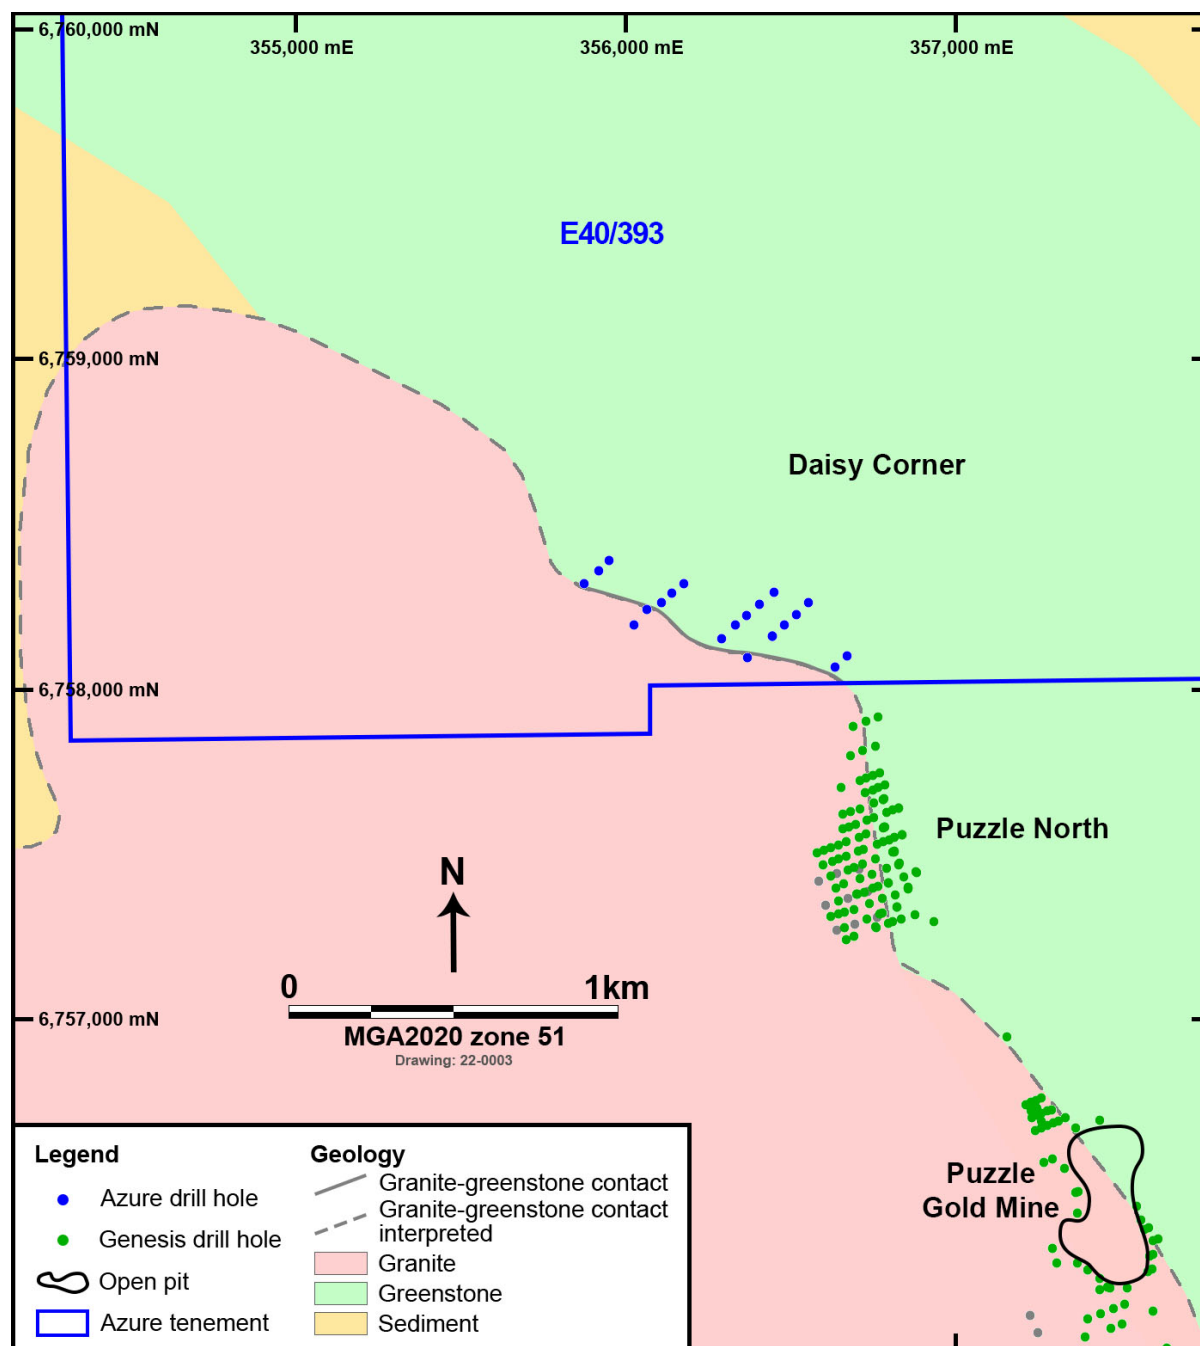 6,760,000 mN
355,000 mE
356,000 mE
357,000 mE
E40/393
6,759,000 mN
Daisy Corner
6,758,000 mN
Puzzle North
N
0
1km
6,757,000 mN
MGA2020 zone 51
Drawing: 22-0003
Puzzle
Gold Mine
Legend
Azure drill hole
Genesis drill hole
Open pit
Azure tenement
Geology
Granite-greenstone contact
Granite-greenstone contact
interpreted
Granite
Greenstone
Sediment